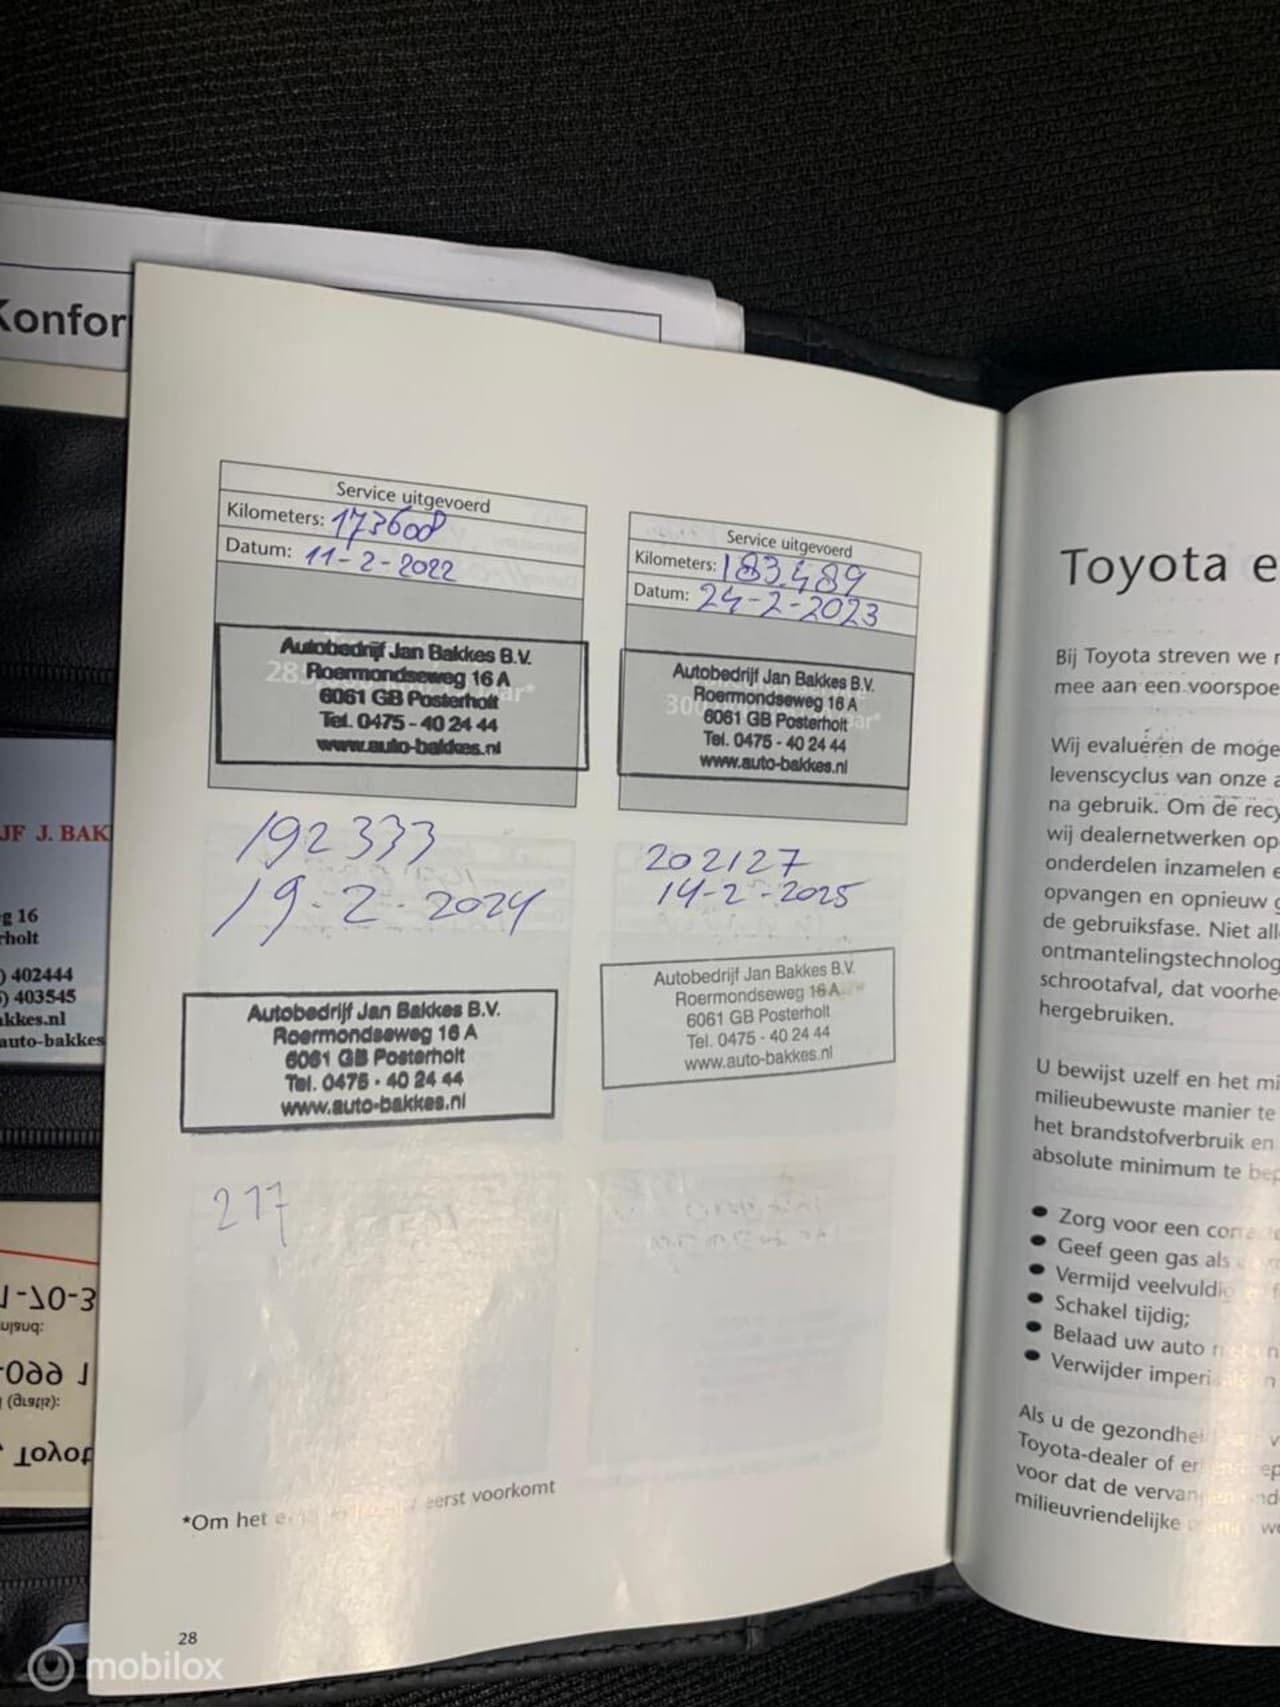 Konfor
Service uitgevoerd
Kilometers: 173608
Datum: 11-2-2022
Autobedrijf Jan Bakkes B.V.
Roermondseweg 16 A
6061 GB Posterholt
Tel. 0475 - 40 24 44
www.auto-bakkes.nl
Service uitgevoerd
Kilometers: 183.489
Datum: 24-2-2023
Autobedrijf Jan Bakkes B.V.
Roermondseweg 16 A
6061 GB Posterholt
Tel. 0475 - 40 24 44
www.auto-bakkes.nl
192333
19-2-2024
Autobedrijf Jan Bakkes B.V.
Roermondseweg 16 A
6061 GB Posterholt
Tel. 0475 - 40 24 44
www.auto-bakkes.nl
202127
14-2-2025
Autobedrijf Jan Bakkes B.V.
Roermondseweg 16 A
6061 GB Posterholt
Tel. 0475 - 40 24 44
www.auto-bakkes.nl
217
*Om het eerst voorkomt
28
JF J. BAK
g 16
rholt
) 402444
) 403545
akkes.nl
auto-bakkes
Toyota e
Bij Toyota streven we
mee aan een voorspoe
Wij evalueren de moge
levenscyclus van onze a
na gebruik. Om de recy
wij dealernetwerken op
onderdelen inzamelen e
opvangen en opnieuw g
de gebruiksfase. Niet all
ontmantelingstechnolog
schrootafval, dat voorhe
hergebruiken.
U bewijst uzelf en het mi
milieubewuste manier te
het brandstofverbruik en
absolute minimum te bep
● Zorg voor een corre
● Geef geen gas als
● Vermijd veelvuldig
● Schakel tijdig;
● Belaad uw auto
● Verwijder imperi
Als u de gezondhei
Toyota-dealer of er
voor dat de vervan
milieuvriendelijke
mobilox